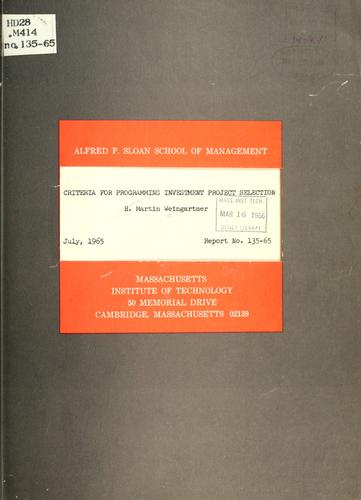 HD28
.M414
no. 135-65
ALFRED P. SLOAN SCHOOL OF MANAGEMENT
CRITERIA FOR PROGRAMMING INVESTMENT PROJECT SELECTION
H. Martin Weingartner
MASS. INST. TECH.
MAR 16 1966
DEWEY LIBRARY
July, 1965
Report No. 135-65
MASSACHUSETTS
INSTITUTE OF TECHNOLOGY
50 MEMORIAL DRIVE
CAMBRIDGE, MASSACHUSETTS 02139